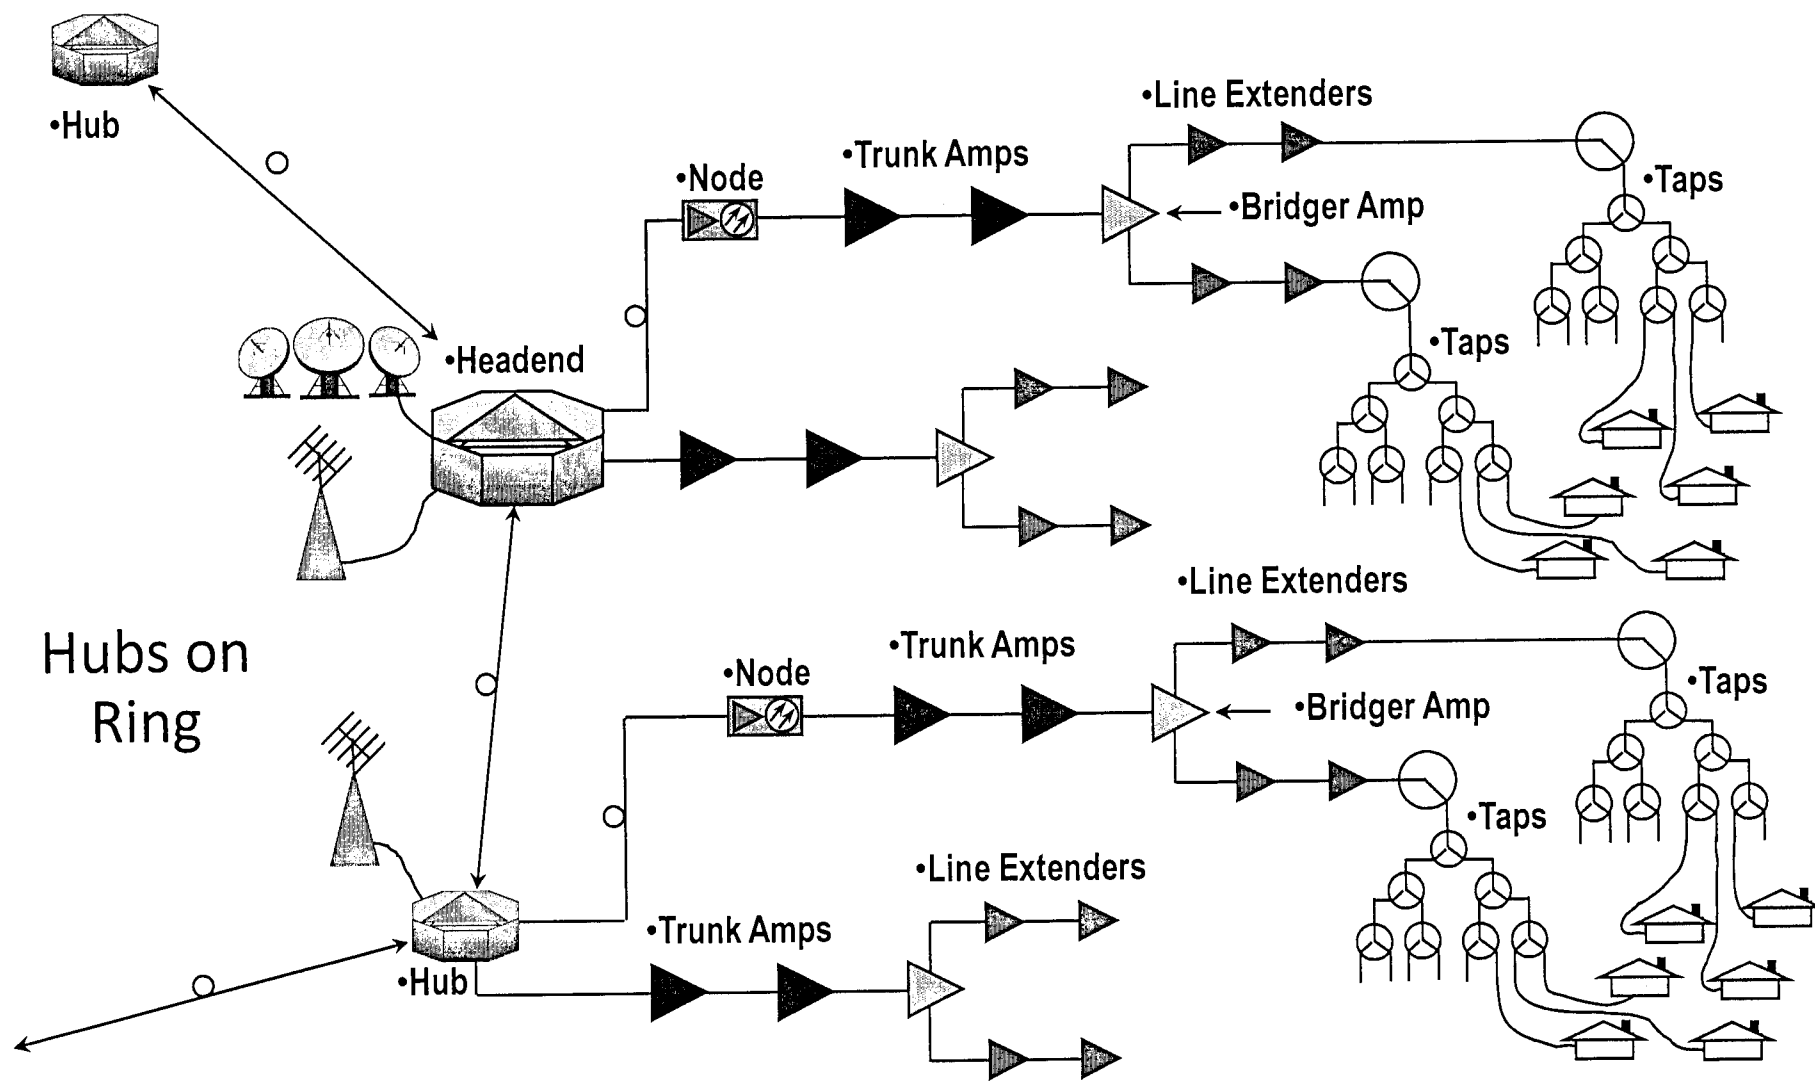 •Hub
•Line Extenders
•Trunk Amps
•Node
•Taps
•Bridger Amp
•Taps
•Headend
•Line Extenders
Hubs on
Ring
•Trunk Amps
•Node
•Taps
•Bridger Amp
•Taps
•Line Extenders
•Trunk Amps
•Hub